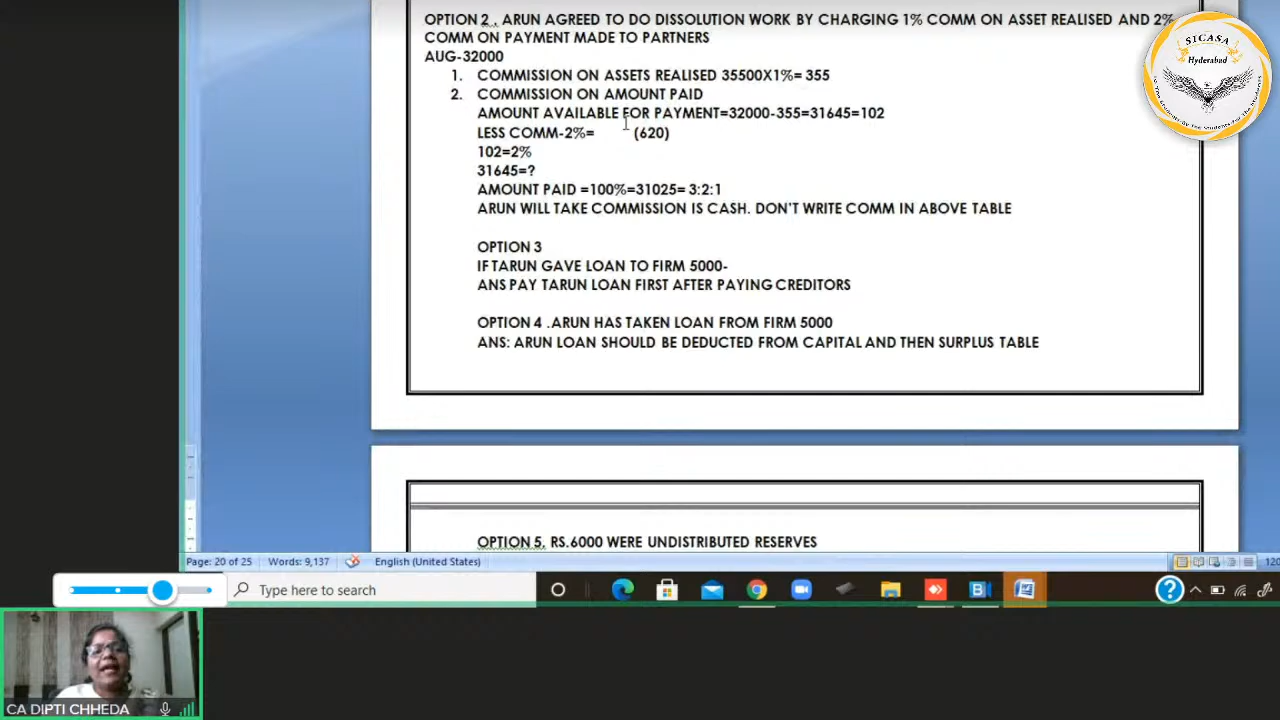 OPTION 2 . ARUN AGREED TO DO DISSOLUTION WORK BY CHARGING 1% COMM ON ASSET REALISED AND 2%
COMM ON PAYMENT MADE TO PARTNERS
AUG-32000
1. COMMISSION ON ASSETS REALISED 35500X1%= 355
2. COMMISSION ON AMOUNT PAID
AMOUNT AVAILABLE FOR PAYMENT=32000-355=31645=102
LESS COMM-2%= (620)
102=2%
31645=?
AMOUNT PAID =100%=31025= 3:2:1
ARUN WILL TAKE COMMISSION IS CASH. DON'T WRITE COMM IN ABOVE TABLE
OPTION 3
IF TARUN GAVE LOAN TO FIRM 5000-
ANS PAY TARUN LOAN FIRST AFTER PAYING CREDITORS
OPTION 4 .ARUN HAS TAKEN LOAN FROM FIRM 5000
ANS: ARUN LOAN SHOULD BE DEDUCTED FROM CAPITAL AND THEN SURPLUS TABLE
OPTION 5. RS.6000 WERE UNDISTRIBUTED RESERVES
SICASA
Hyderabad
Page: 20 of 25 Words: 9,137 English (United States) 120
Type here to search
CA DIPTI CHHEDA